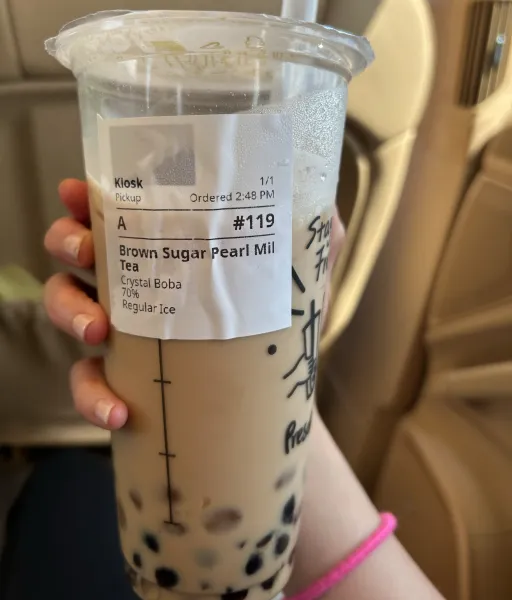 Kiosk
1/1
Pickup
Ordered 2:48 PM
A
#119
Brown Sugar Pearl Mil
Tea
Crystal Boba
70%
Regular Ice